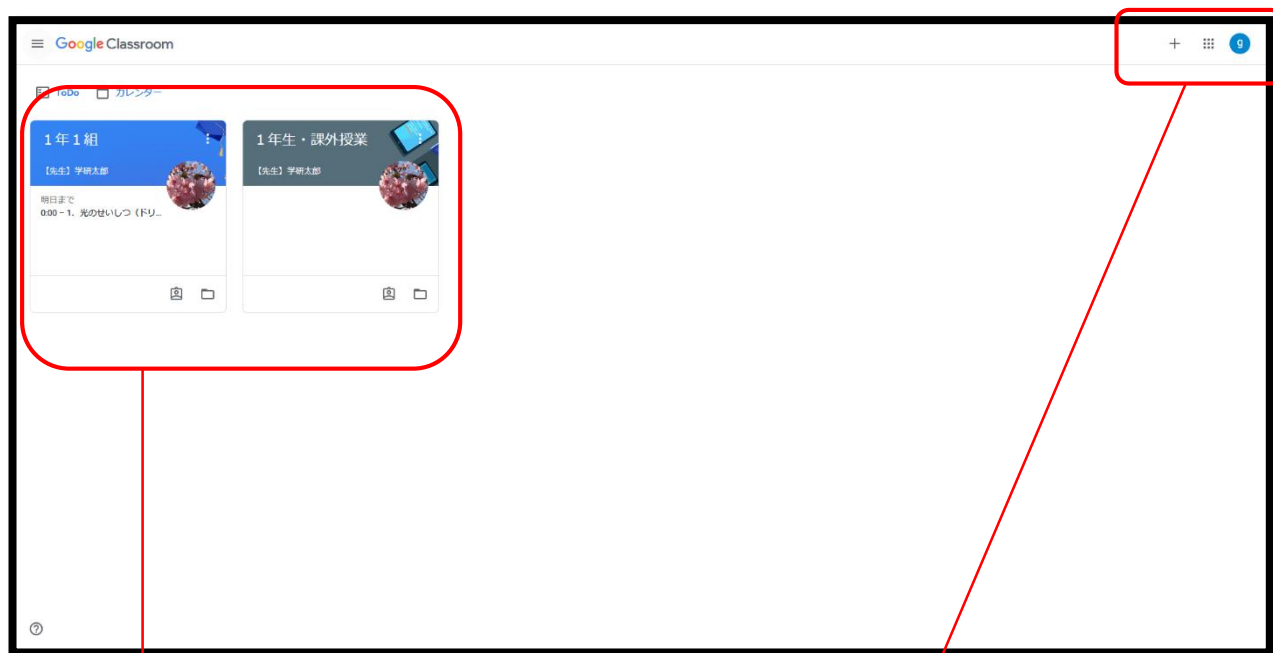 Google Classroom
g
ToDo カレンダー
1年1組
【先生】学研太郎
明日まで
0:00 – 1．光のせいしつ（ドリ...
1年生・課外授業
【先生】学研太郎